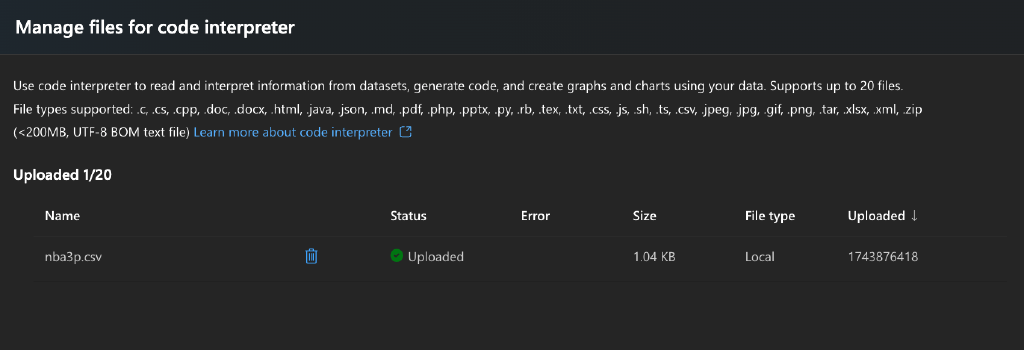 Manage files for code interpreter
Use code interpreter to read and interpret information from datasets, generate code, and create graphs and charts using your data. Supports up to 20 files.
File types supported: .c, .cs, .cpp, .doc, .docx, .html, .java, .json, .md, .pdf, .php, .pptx, .py, .rb, .tex, .txt, .css, .js, .sh, .ts, .csv, .jpeg, .jpg, .gif, .png, .tar, .xlsx, .xml, .zip
(<200MB, UTF-8 BOM text file) Learn more about code interpreter
Uploaded 1/20
Name Status Error Size File type Uploaded ↓
nba3p.csv Uploaded 1.04 KB Local 1743876418